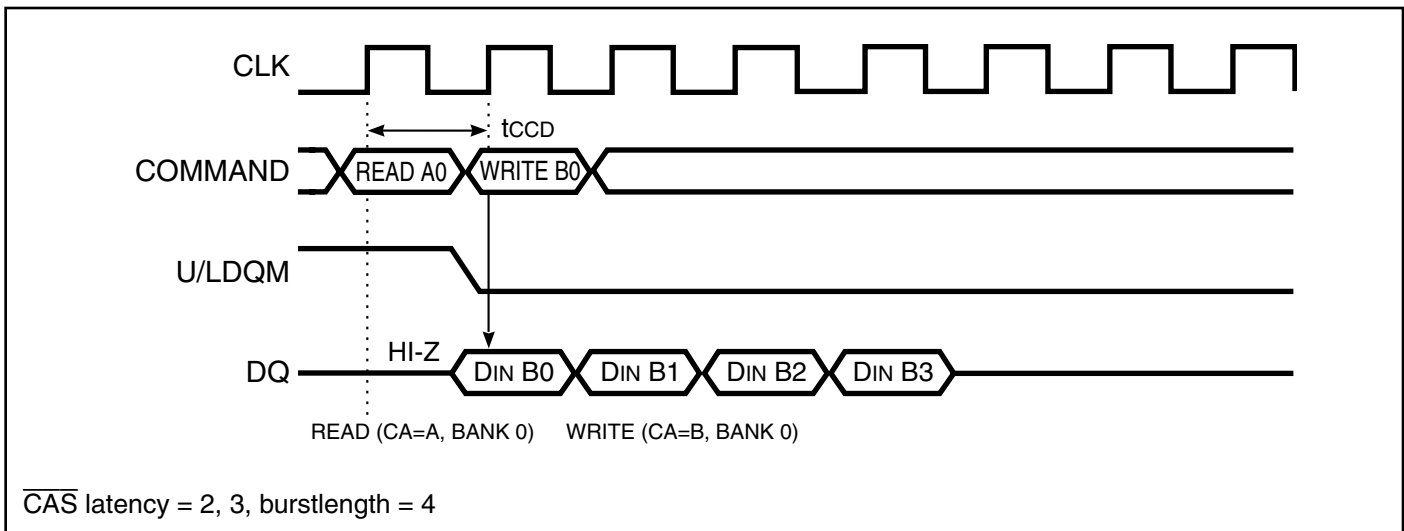 CLK
tCCD
COMMAND READ A0 WRITE B0
U/LDQM
HI-Z
DQ DIN B0 DIN B1 DIN B2 DIN B3
READ (CA=A, BANK 0) WRITE (CA=B, BANK 0)
CAS latency = 2, 3, burstlength = 4